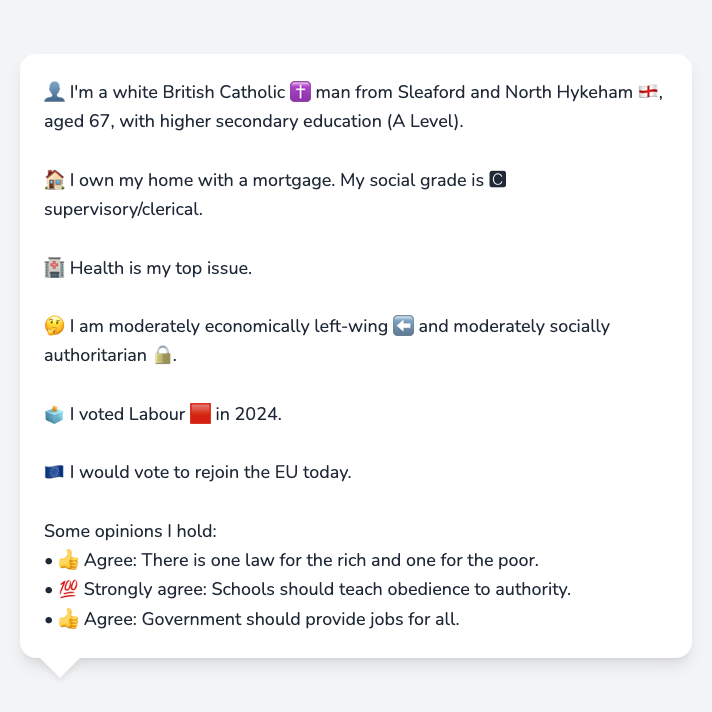 👤 I'm a white British Catholic ✝️ man from Sleaford and North Hykeham 🏴󠁧󠁢󠁥󠁮󠁧󠁿,
aged 67, with higher secondary education (A Level).
🏠 I own my home with a mortgage. My social grade is 🅲
supervisory/clerical.
🏥 Health is my top issue.
🤔 I am moderately economically left-wing ⬅️ and moderately socially
authoritarian 🔒.
🗳️ I voted Labour 🟥 in 2024.
🇪🇺 I would vote to rejoin the EU today.
Some opinions I hold:
• 👍 Agree: There is one law for the rich and one for the poor.
• 💯 Strongly agree: Schools should teach obedience to authority.
• 👍 Agree: Government should provide jobs for all.